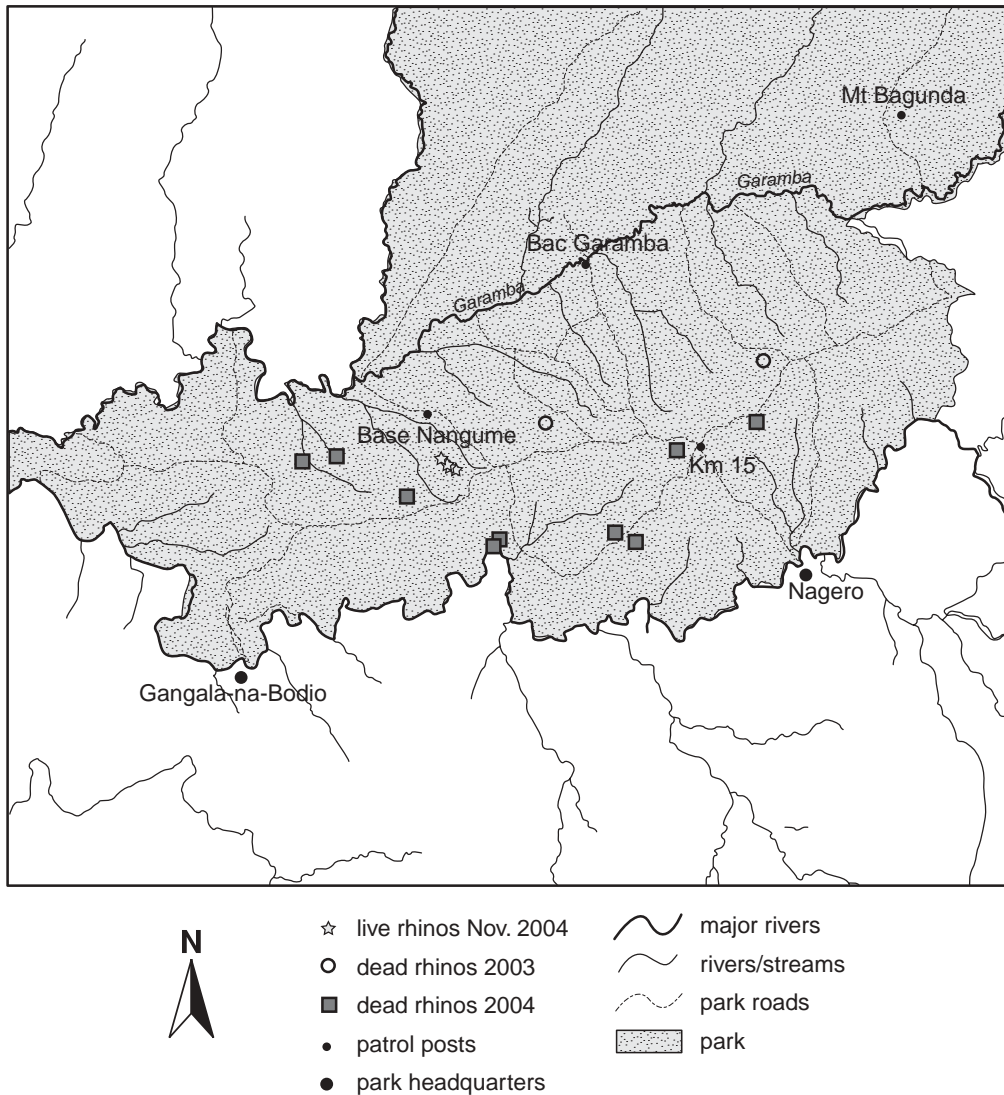 Mt Bagunda
Garamba
Bac Garamba
Garamba
Base Nangume
Km 15
Nagero
Gangala-na-Bodio
N
live rhinos Nov. 2004
dead rhinos 2003
dead rhinos 2004
patrol posts
park headquarters
major rivers
rivers/streams
park roads
park